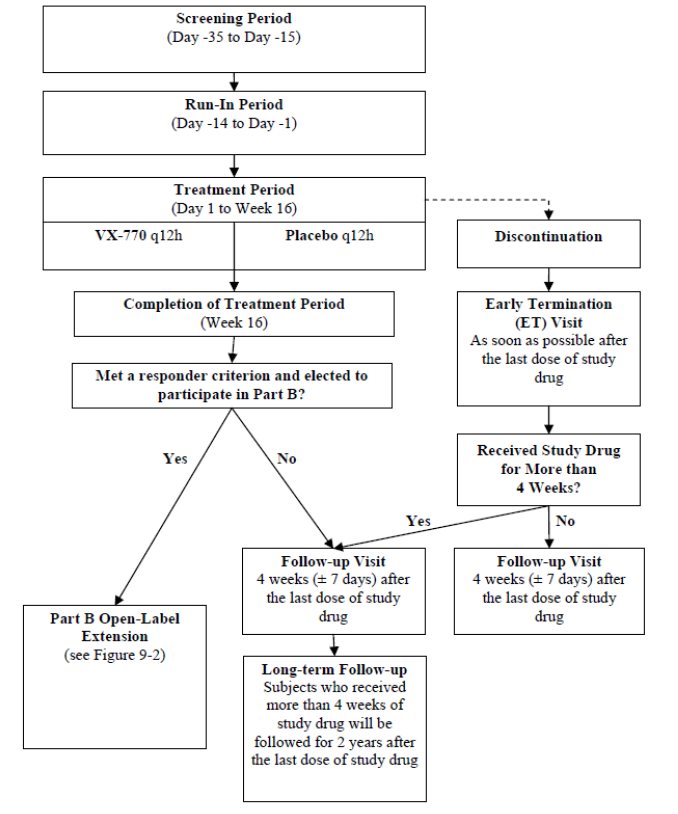 Screening Period
(Day -35 to Day -15)
Run-In Period
(Day -14 to Day -1)
Treatment Period
(Day 1 to Week 16)
VX-770 q12h
Placebo q12h
Discontinuation
Completion of Treatment Period
(Week 16)
Early Termination
(ET) Visit
As soon as possible after
the last dose of study
drug
Met a responder criterion and elected to
participate in Part B?
Received Study Drug
for More than
4 Weeks?
Yes
No
Yes
No
Follow-up Visit
4 weeks (± 7 days) after
the last dose of study
drug
Follow-up Visit
4 weeks (± 7 days) after
the last dose of study
drug
Part B Open-Label
Extension
(see Figure 9-2)
Long-term Follow-up
Subjects who received
more than 4 weeks of
study drug will be
followed for 2 years after
the last dose of study drug